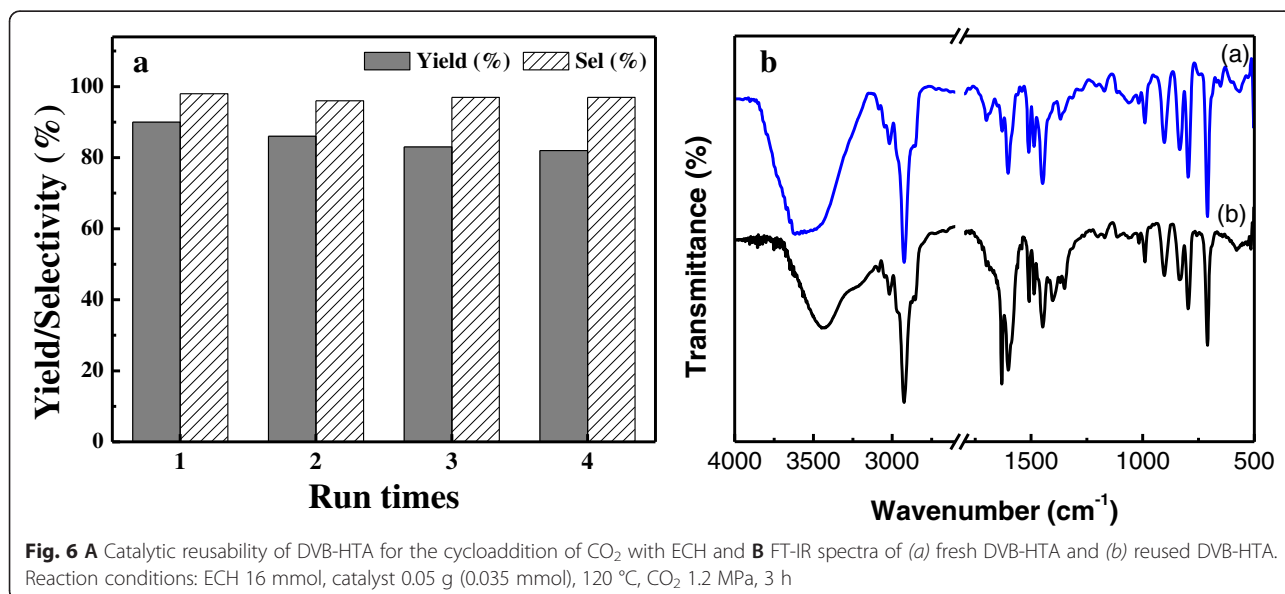 a
Yield (%) Sel (%)
100
80
60
40
20
0
Yield/Selectivity (%)
1 2 3 4
Run times
b
(a)
(b)
Transmittance (%)
4000 3500 3000 1500 1000 500
Wavenumber (cm⁻¹)
Fig. 6 A Catalytic reusability of DVB-HTA for the cycloaddition of CO₂ with ECH and B FT-IR spectra of (a) fresh DVB-HTA and (b) reused DVB-HTA.
Reaction conditions: ECH 16 mmol, catalyst 0.05 g (0.035 mmol), 120 °C, CO₂ 1.2 MPa, 3 h